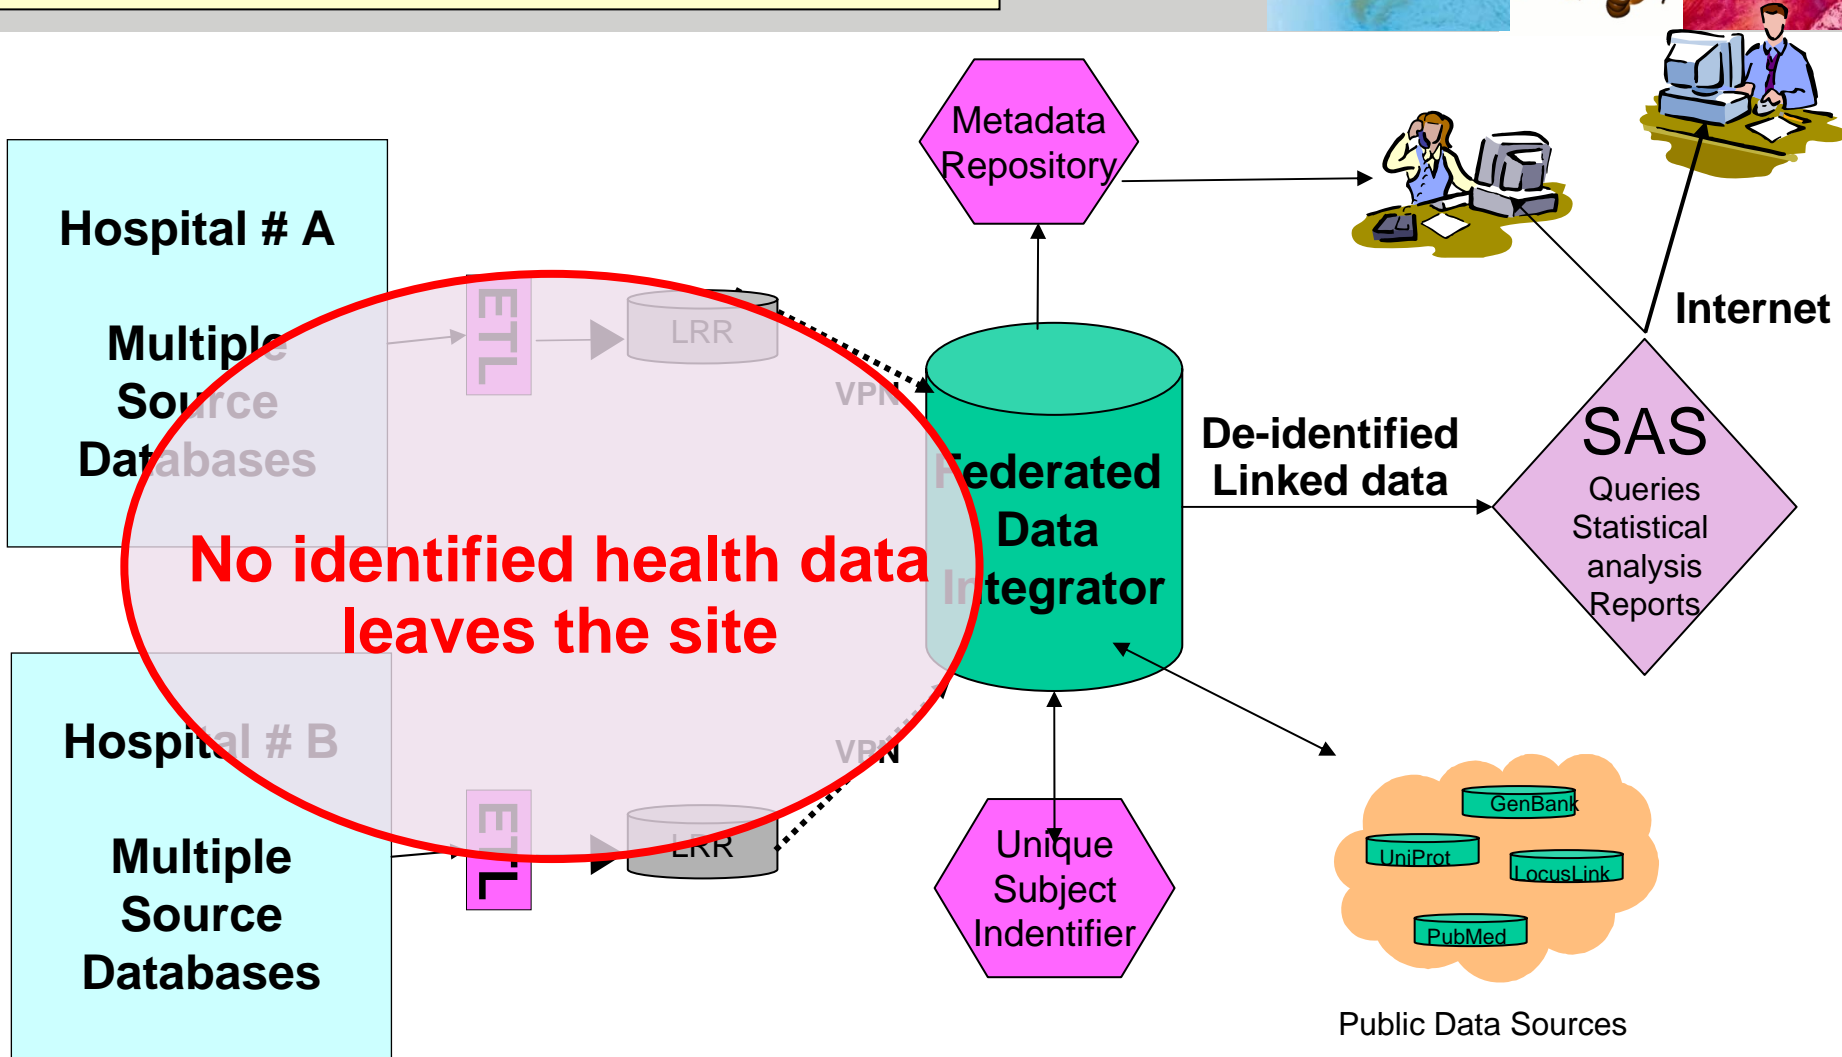 Hospital # A
Multiple
Source
Databases
ETL
LRR
VPN
Metadata
Repository
Internet
Federated
Data
Integrator
De-identified
Linked data
SAS
Queries
Statistical
analysis
Reports
No identified health data
leaves the site
Hospital # B
Multiple
Source
Databases
ETL
LRR
VPN
Unique
Subject
Indentifier
GenBank
UniProt
LocusLink
PubMed
Public Data Sources